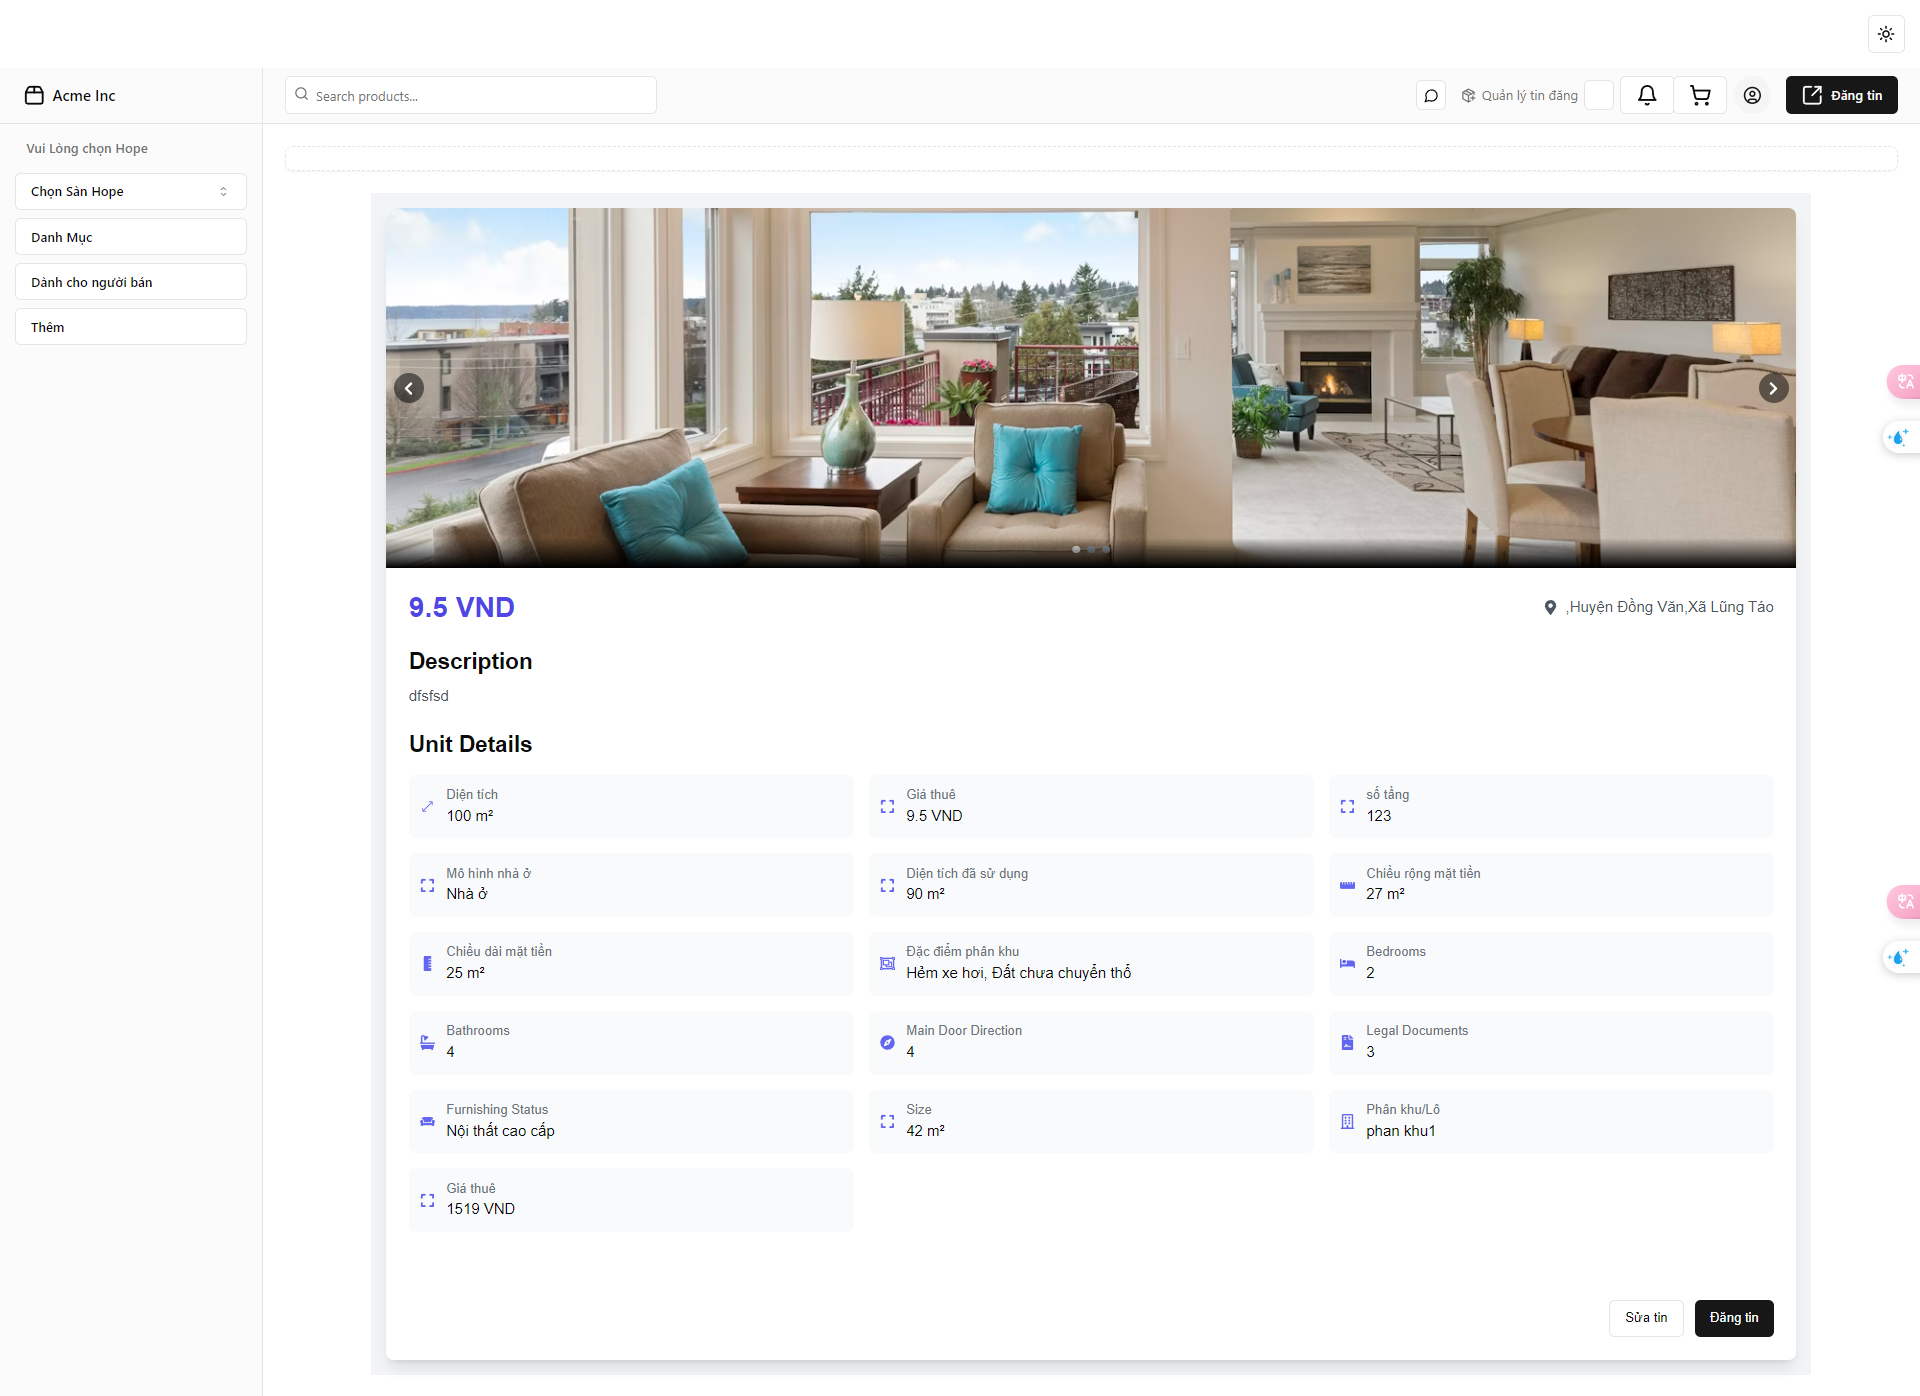 Acme Inc
Search products...
Quản lý tin đăng
Đăng tin
Vui Lòng chọn Hope
Chọn Sàn Hope
Danh Mục
Dành cho người bán
Thêm
9.5 VND
,Huyện Đồng Văn,Xã Lũng Táo
Description
dfsfsd
Unit Details
Diện tích
100 m²
Giá thuê
9.5 VND
số tầng
123
Mô hình nhà ở
Nhà ở
Diện tích đã sử dụng
90 m²
Chiều rộng mặt tiền
27 m²
Chiều dài mặt tiền
25 m²
Đặc điểm phân khu
Hẻm xe hơi, Đất chưa chuyển thổ
Bedrooms
2
Bathrooms
4
Main Door Direction
4
Legal Documents
3
Furnishing Status
Nội thất cao cấp
Size
42 m²
Phân khu/Lô
phan khu1
Giá thuê
1519 VND
Sửa tin
Đăng tin